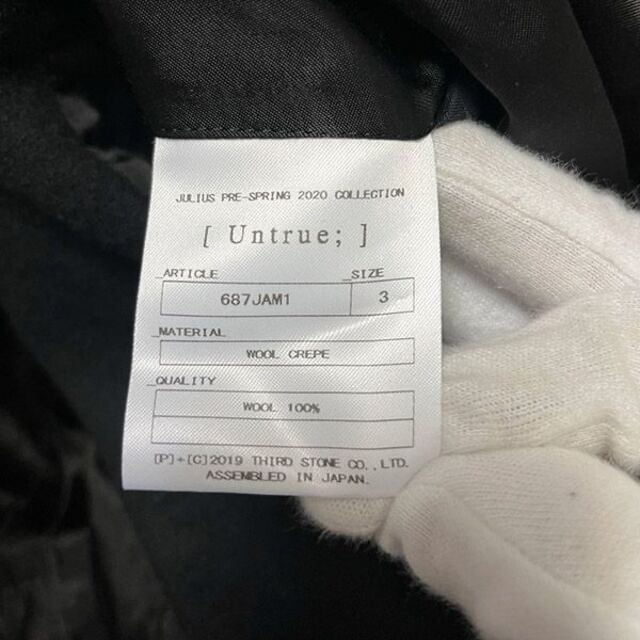 JULIUS PRE-SPRING 2020 COLLECTION
[ Untrue; ]
_ARTICLE _SIZE
687JAM1 3
_MATERIAL
WOOL CREPE
_QUALITY
WOOL 100%
[P]+[C]2019 THIRD STONE CO.,LTD.
ASSEMBLED IN JAPAN.